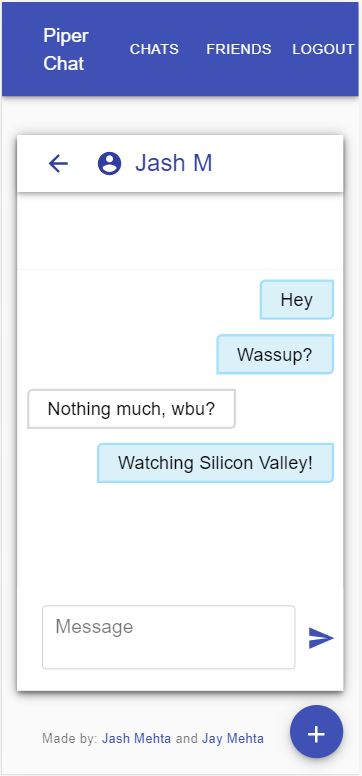 Piper
Chat
CHATS FRIENDS LOGOUT
Jash M
Hey
Wassup?
Nothing much, wbu?
Watching Silicon Valley!
Message
Made by: Jash Mehta and Jay Mehta
+